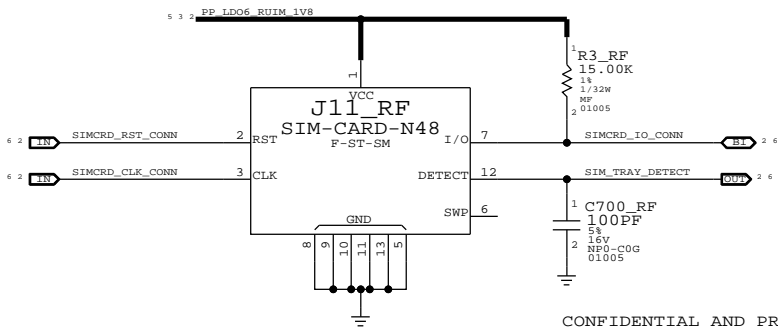 5 3 2 PP_LDO6_RUIM_1V8
1
R3_RF
15.00K
1%
1/32W
MF
2 01005
1
VCC
J11_RF
SIM-CARD-N48
F-ST-SM
6 2 IN SIMCRD_RST_CONN 2 RST
I/O 7 SIMCRD_IO_CONN BI 2 6
6 2 IN SIMCRD_CLK_CONN 3 CLK
DETECT 12 SIM_TRAY_DETECT OUT 2 6
SWP 6
GND
8 9 10 11 13 5
1 C700_RF
100PF
5%
2 16V
NP0-C0G
01005
CONFIDENTIAL AND PR